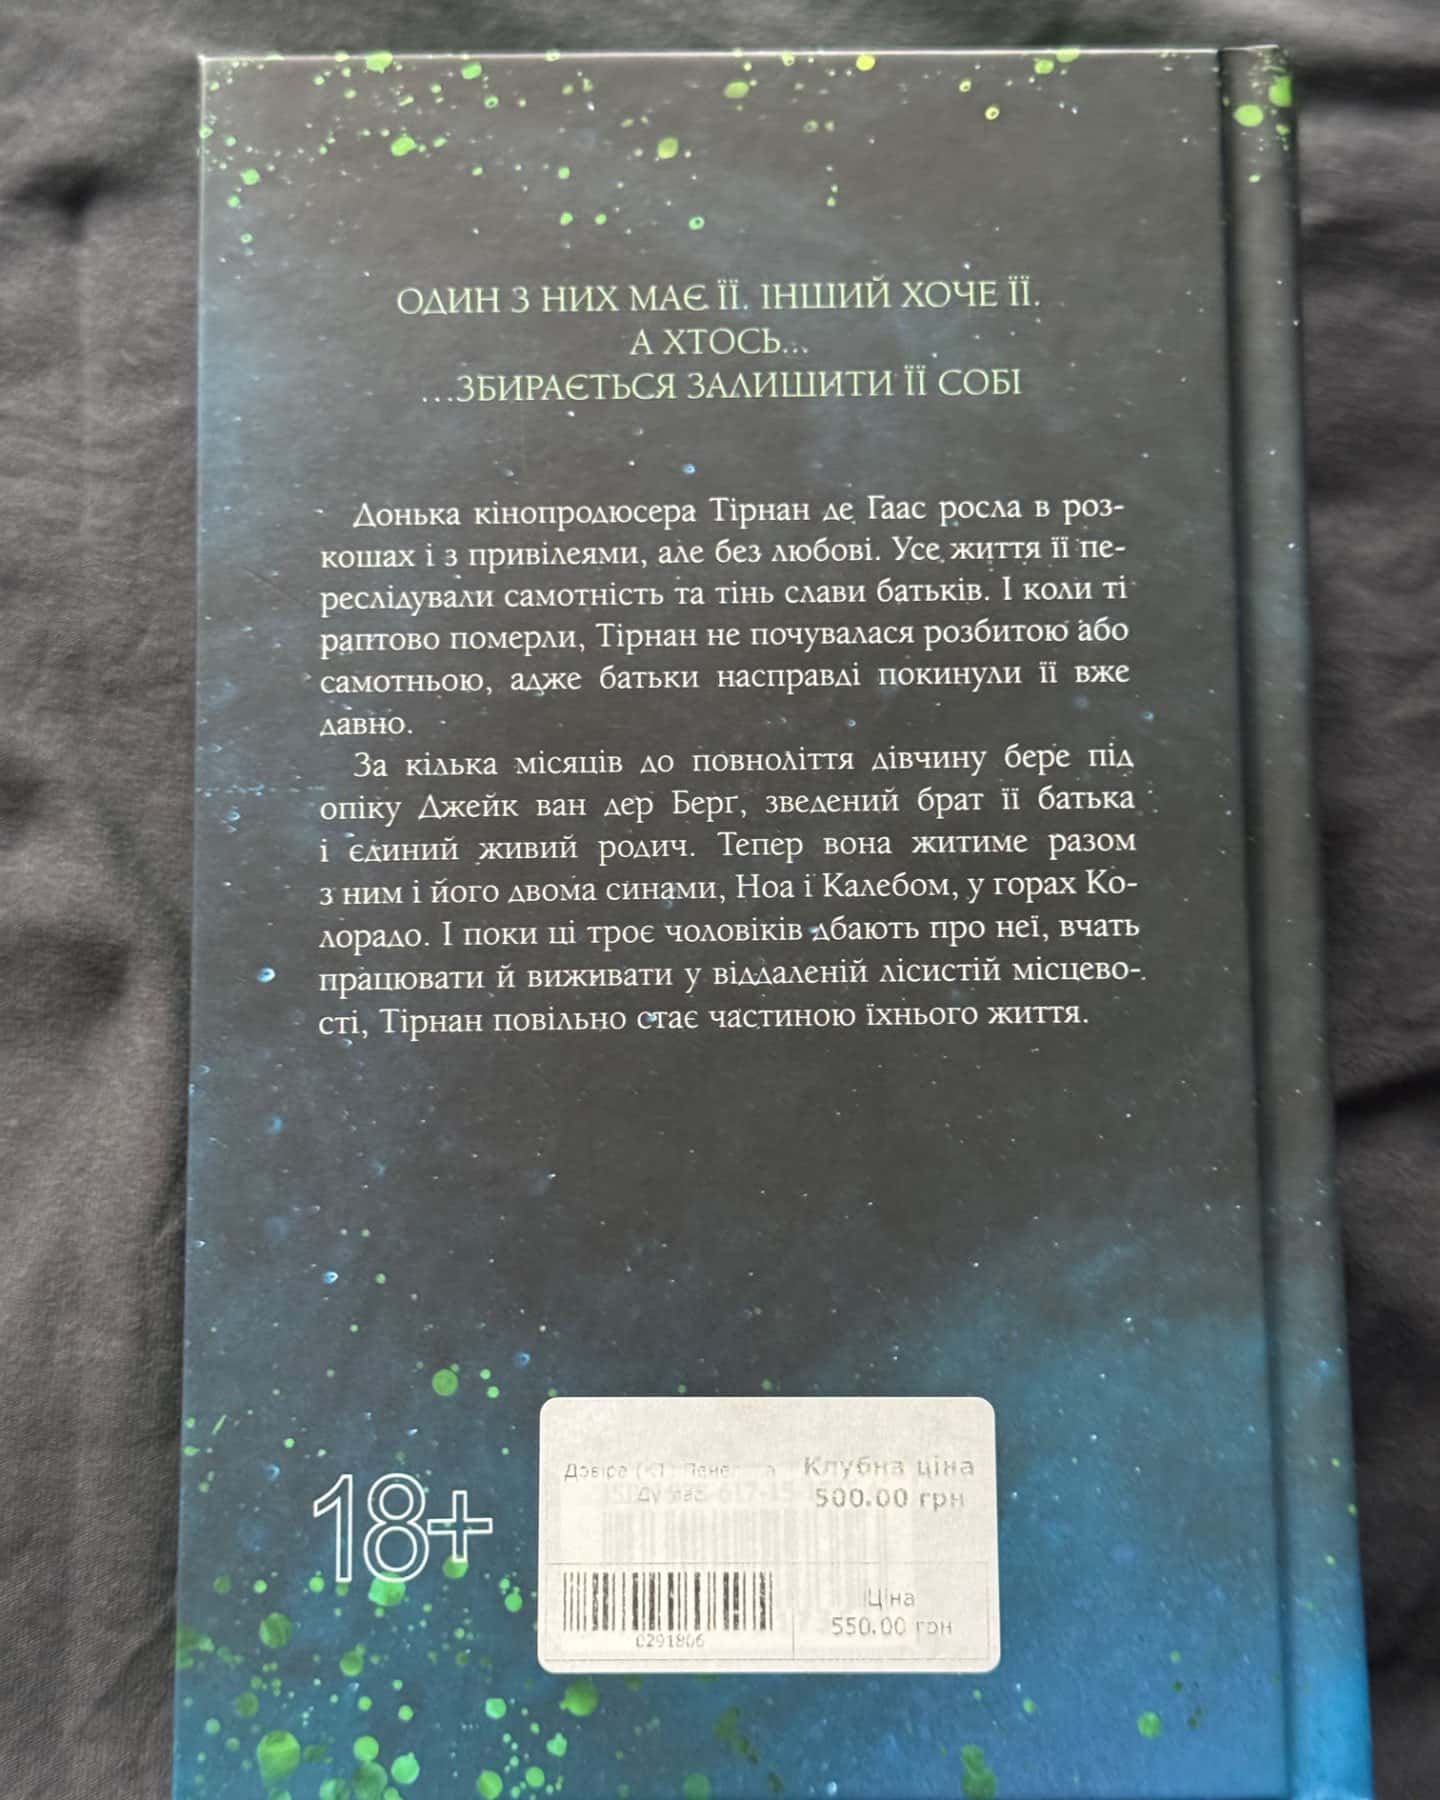 ОДИН З НИХ МАЄ ЇЇ. ІНШИЙ ХОЧЕ ЇЇ.
А ХТОСЬ...
...ЗБИРАЄТЬСЯ ЗАЛИШИТИ ЇЇ СОБІ
Донька кінопродюсера Тірнан де Гаас росла в роз-
кошах і з привілеями, але без любові. Усе життя її пе-
реслідували самотність та тінь слави батьків. І коли ті
раптово померли, Тірнан не почувалася розбитою або
самотньою, адже батьки насправді покинули її вже
давно.
За кілька місяців до повноліття дівчину бере під
опіку Джейк ван дер Берґ, зведений брат її батька
і єдиний живий родич. Тепер вона житиме разом
з ним і його двома синами, Ноа і Калебом, у горах Ко-
лорадо. І поки ці троє чоловіків дбають про неї, вчать
працювати й виживати у віддаленій лісистій місцево-
сті, Тірнан повільно стає частиною їхнього життя.
18+
Клубна ціна
500.00 грн
Ціна
550.00 грн
0291806